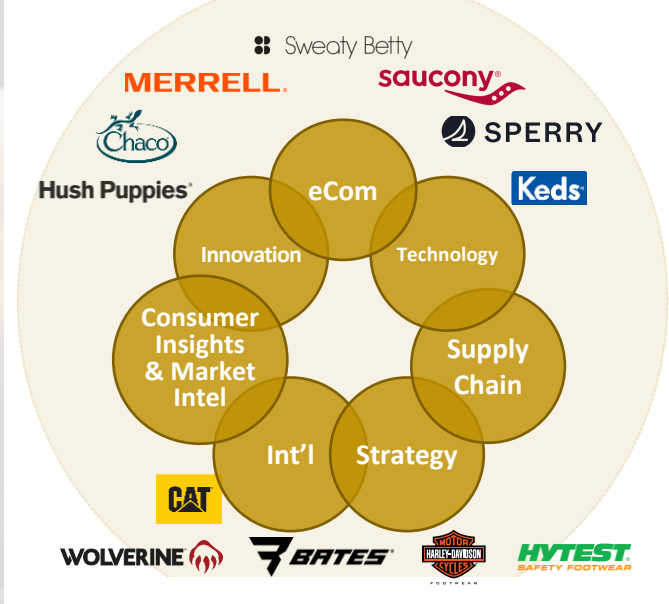 Sweaty Betty
MERRELL.
saucony®
Chaco
SPERRY
Hush Puppies®
Keds
eCom
Innovation
Technology
Consumer
Insights
& Market
Intel
Supply
Chain
Int'l
Strategy
CAT
WOLVERINE
BATES®
MOTOR
HARLEY-DAVIDSON
CYCLES
FOOTWEAR
HYTEST®
SAFETY FOOTWEAR